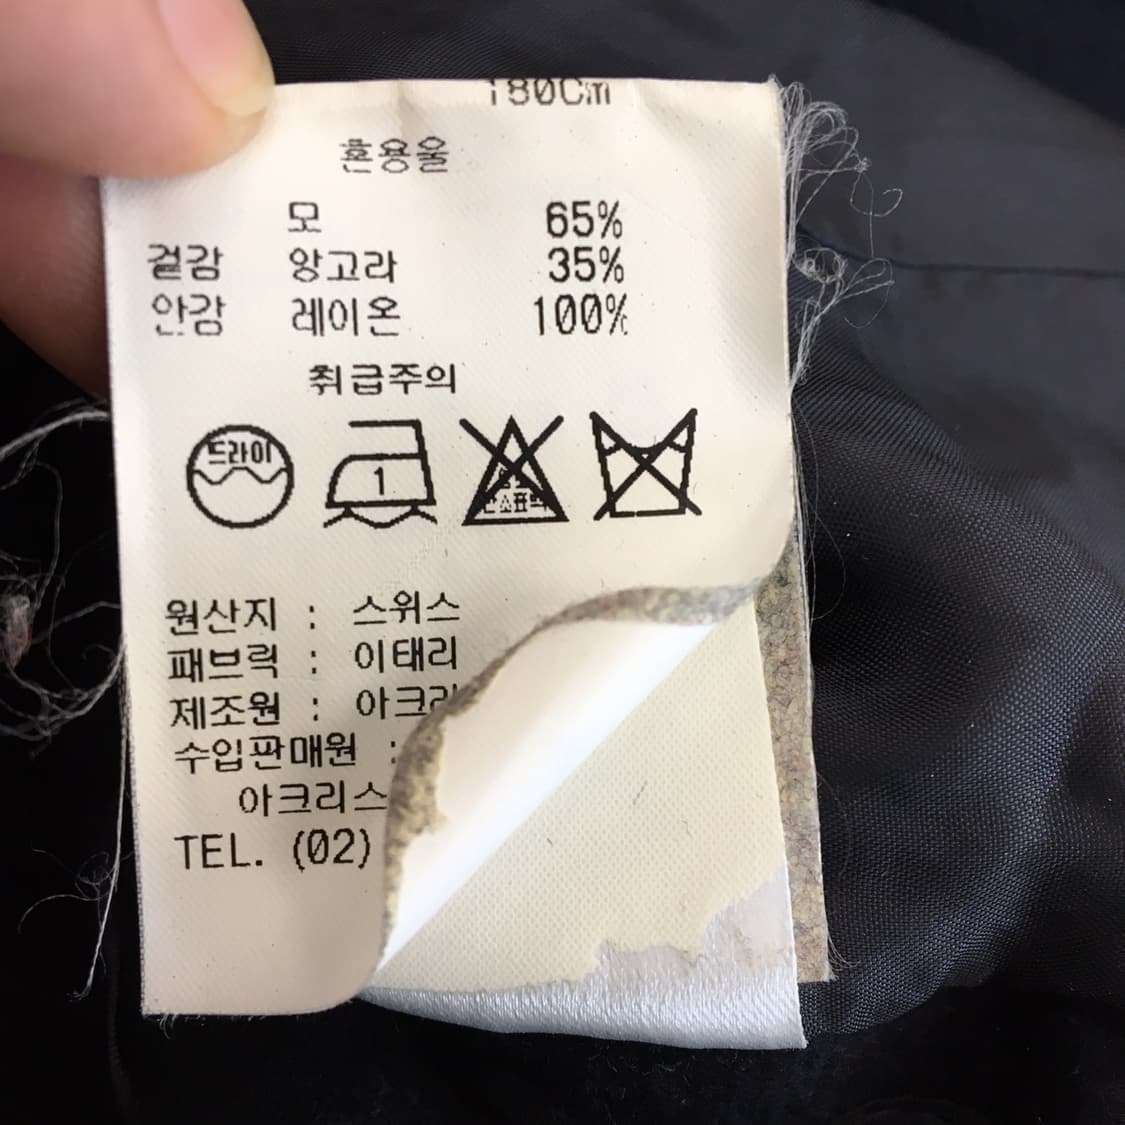 180Cm
혼용율
모 65%
겉감 앙고라 35%
안감 레이온 100%
취급주의
드라이
1
원산지 : 스위스
패브릭 : 이태리
제조원 : 아크리
수입판매원 :
아크리스
TEL. (02)